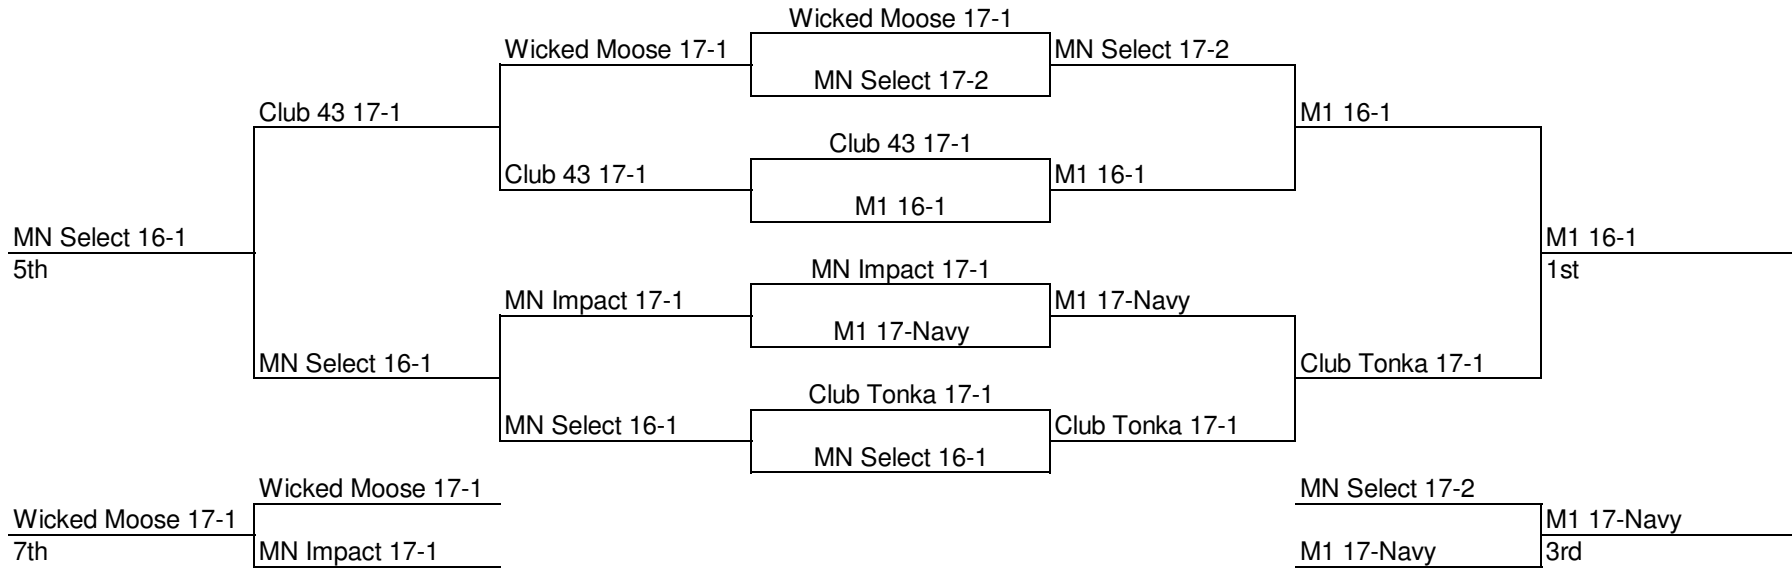 Wicked Moose 17-1
Wicked Moose 17-1
MN Select 17-2
MN Select 17-2
Club 43 17-1
M1 16-1
Club 43 17-1
Club 43 17-1
M1 16-1
M1 16-1
MN Select 16-1
M1 16-1
5th
MN Impact 17-1
1st
MN Impact 17-1
M1 17-Navy
M1 17-Navy
MN Select 16-1
Club Tonka 17-1
Club Tonka 17-1
MN Select 16-1
Club Tonka 17-1
MN Select 16-1
Wicked Moose 17-1
MN Select 17-2
Wicked Moose 17-1
M1 17-Navy
7th
MN Impact 17-1
M1 17-Navy
3rd